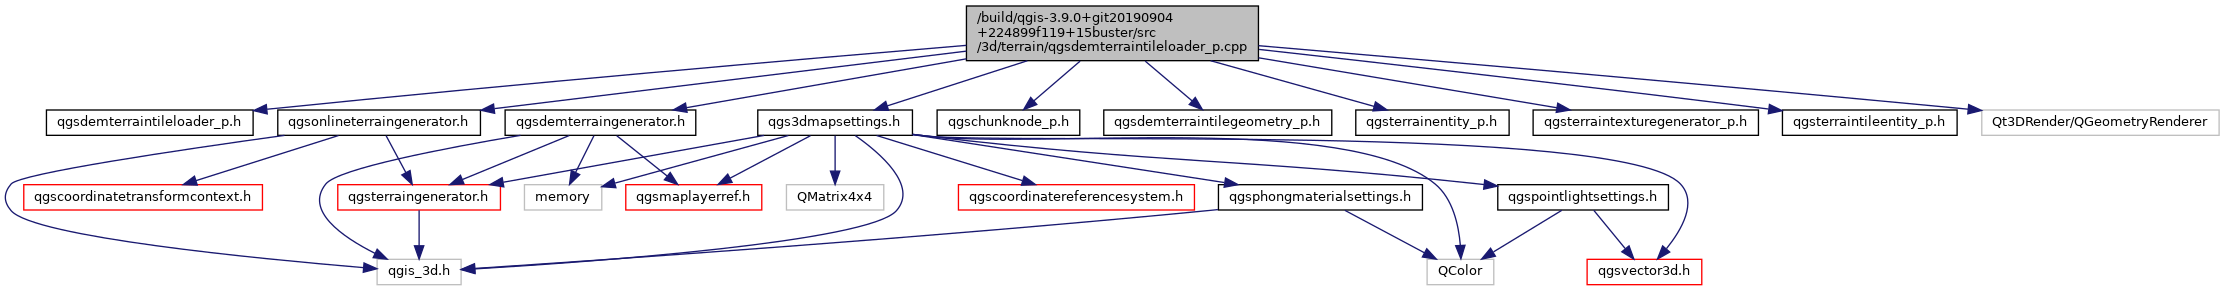 /build/qgis-3.9.0+git20190904
+224899f119+15buster/src
/3d/terrain/qgsdemterraintileloader_p.cpp
qgsdemterraintileloader_p.h
qgsonlineterraingenerator.h
qgsdemterraingenerator.h
qgs3dmapsettings.h
qgschunknode_p.h
qgsdemterraintilegeometry_p.h
qgsterrainentity_p.h
qgsterraintexturegenerator_p.h
qgsterraintileentity_p.h
Qt3DRender/QGeometryRenderer
qgscoordinatetransformcontext.h
qgsterraingenerator.h
memory
qgsmaplayerref.h
QMatrix4x4
qgscoordinatereferencesystem.h
qgsphongmaterialsettings.h
qgspointlightsettings.h
qgis_3d.h
QColor
qgsvector3d.h